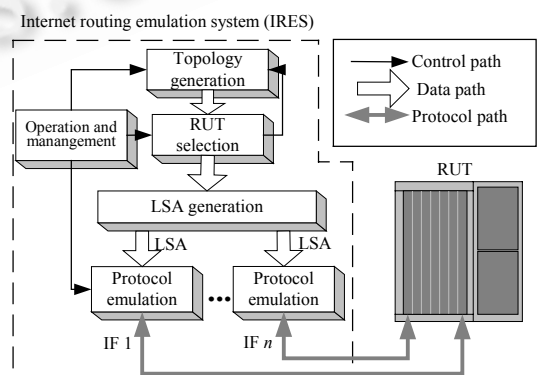 Internet routing emulation system (IRES)
Topology
generation
Control path
Data path
Protocol path
Operation and
manangement
RUT
selection
RUT
LSA generation
LSA
LSA
Protocol
emulation
•••
Protocol
emulation
IF 1
IF n